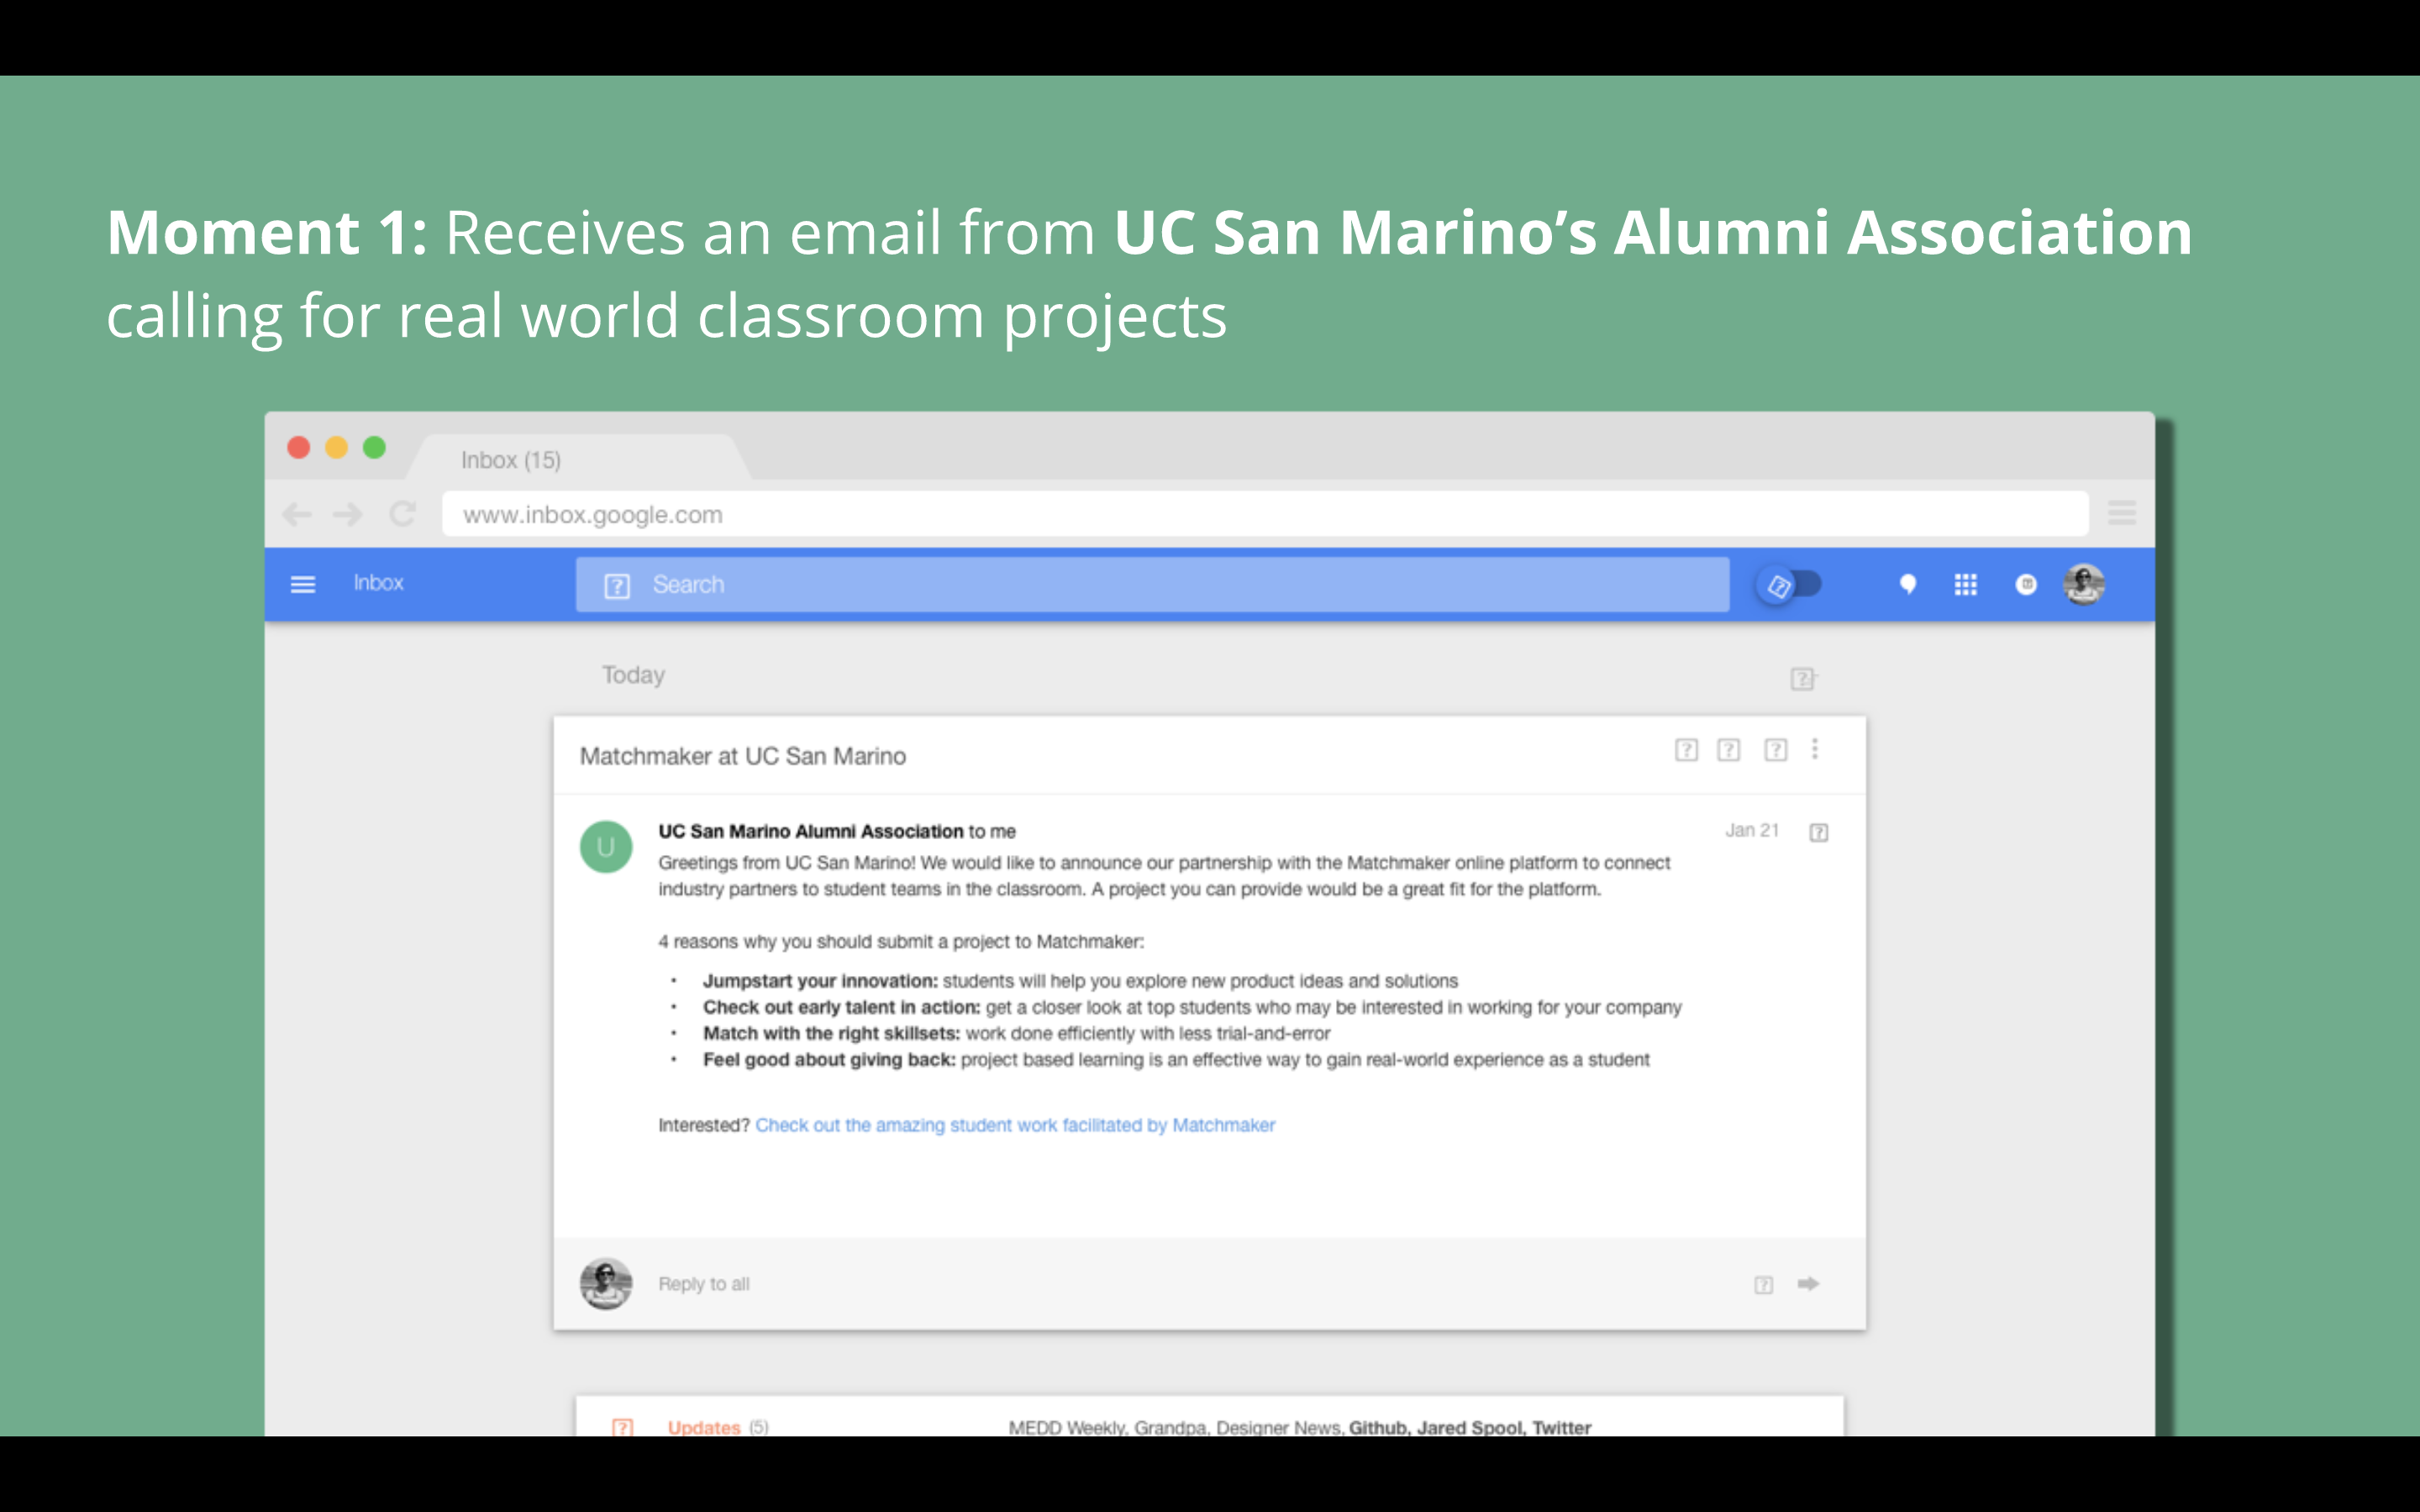 Moment 1: Receives an email from UC San Marino’s Alumni Association
calling for real world classroom projects
Inbox (15)
www.inbox.google.com
Inbox
Search
Today
Matchmaker at UC San Marino
U
UC San Marino Alumni Association to me
Jan 21
Greetings from UC San Marino! We would like to announce our partnership with the Matchmaker online platform to connect
industry partners to student teams in the classroom. A project you can provide would be a great fit for the platform.
4 reasons why you should submit a project to Matchmaker:
• Jumpstart your innovation: students will help you explore new product ideas and solutions
• Check out early talent in action: get a closer look at top students who may be interested in working for your company
• Match with the right skillsets: work done efficiently with less trial-and-error
• Feel good about giving back: project based learning is an effective way to gain real-world experience as a student
Interested? Check out the amazing student work facilitated by Matchmaker
Reply to all
Updates (5) MEDD Weekly, Grandpa, Designer News, Github, Jared Spool, Twitter